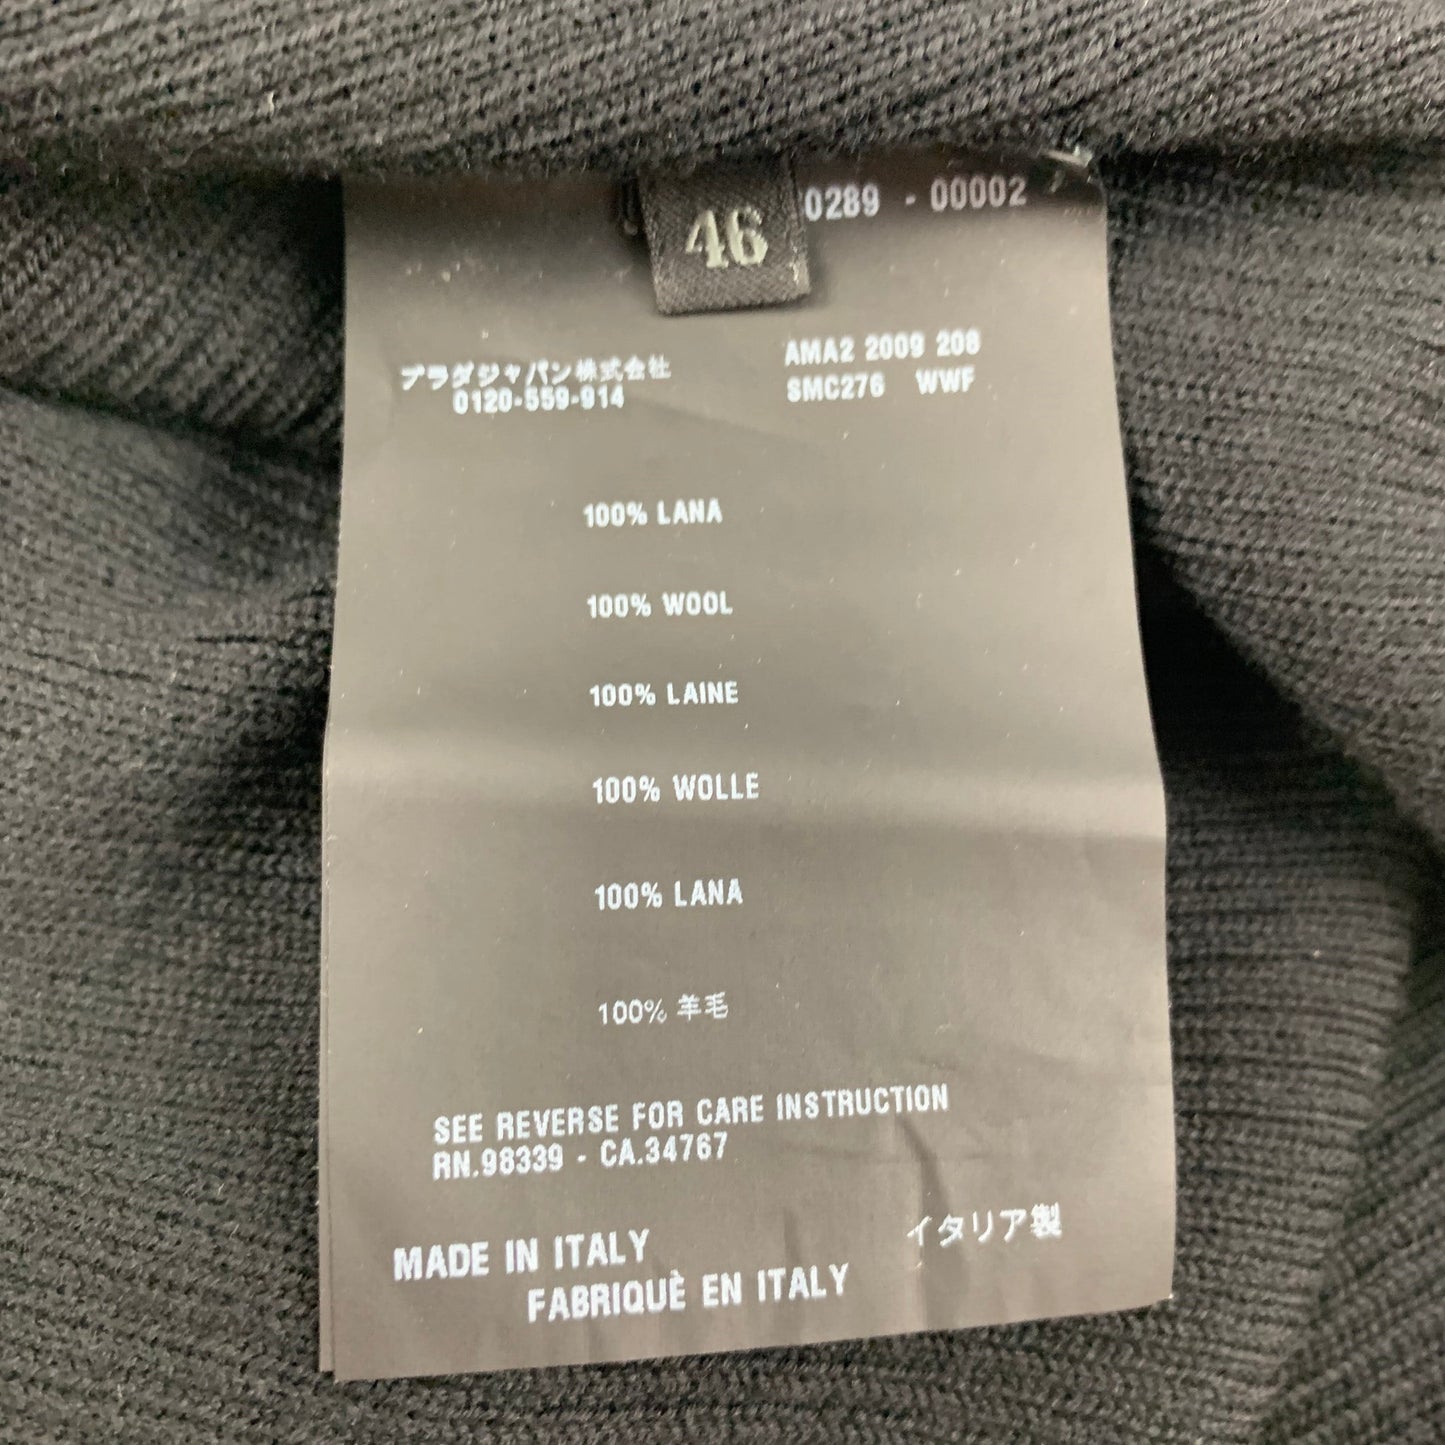 46
0289 - 00002
プラダジャパン株式会社
0120-559-914
AMA2 2009 208
SMC276 WWF
100% LANA
100% WOOL
100% LAINE
100% WOLLE
100% LANA
100% 羊毛
SEE REVERSE FOR CARE INSTRUCTION
RN.98339 - CA.34767
MADE IN ITALY
イタリア製
FABRIQUÈ EN ITALY